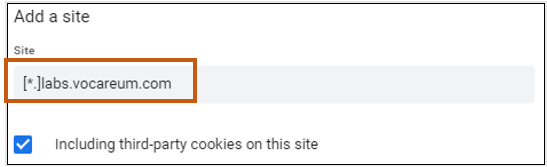 Add a site
Site
[*.]labs.vocareum.com
Including third-party cookies on this site